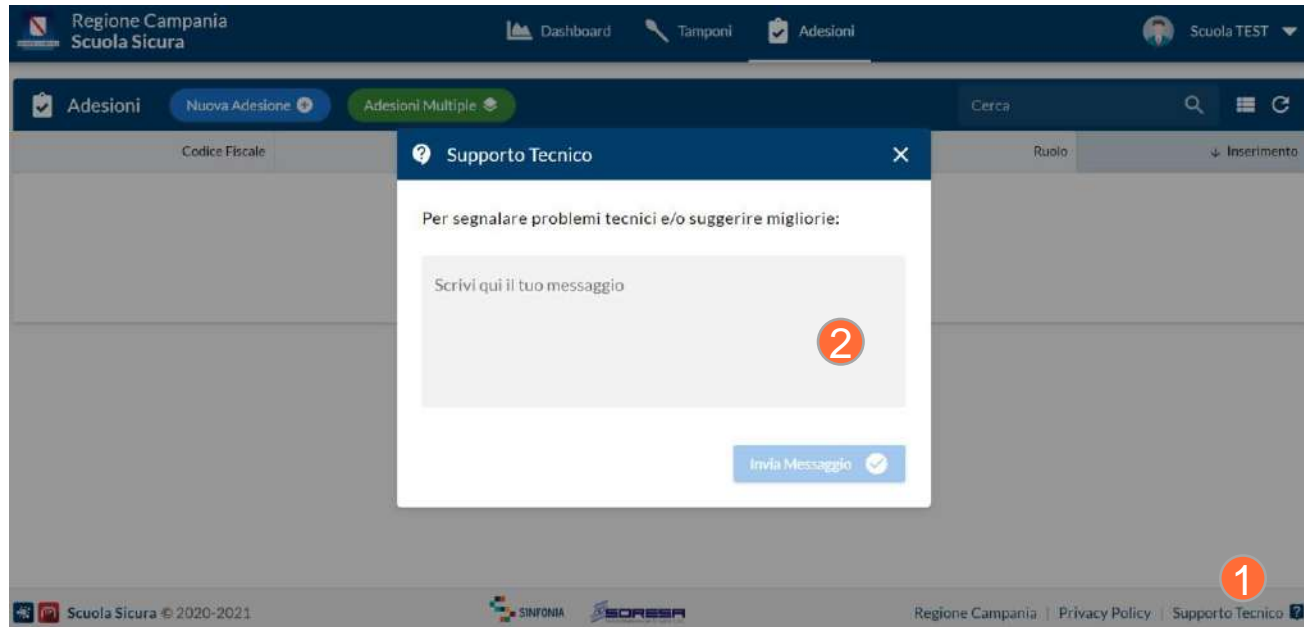 Regione Campania
Scuola Sicura
Dashboard
Tamponi
Adesioni
Scuola TEST
Adesioni
Nuova Adesione
Adesioni Multiple
Cerca
Codice Fiscale
Ruolo
Inserimento
Supporto Tecnico
Per segnalare problemi tecnici e/o suggerire migliorie:
Scrivi qui il tuo messaggio
2
Invia Messaggio
1
Scuola Sicura © 2020-2021
SINFONIA
SORESA
Regione Campania | Privacy Policy | Supporto Tecnico